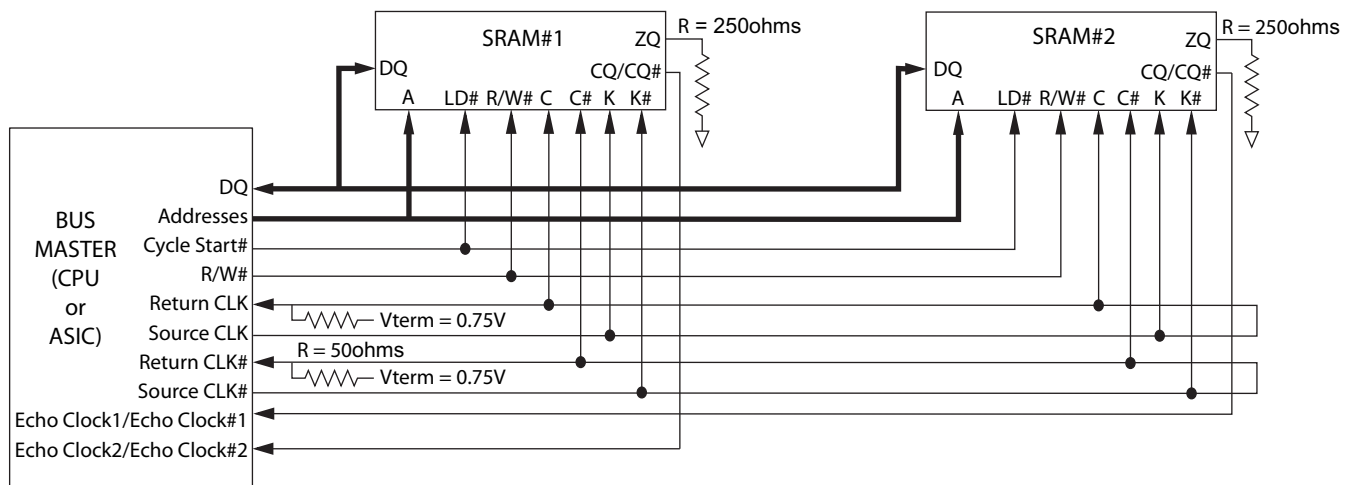 SRAM#1
ZQ
R = 250ohms
CQ/CQ#
DQ
A LD# R/W# C C# K K#
SRAM#2
ZQ
R = 250ohms
CQ/CQ#
DQ
A LD# R/W# C C# K K#
BUS
MASTER
(CPU
or
ASIC)
DQ
Addresses
Cycle Start#
R/W#
Return CLK
Vterm = 0.75V
Source CLK
R = 50ohms
Return CLK#
Vterm = 0.75V
Source CLK#
Echo Clock1/Echo Clock#1
Echo Clock2/Echo Clock#2